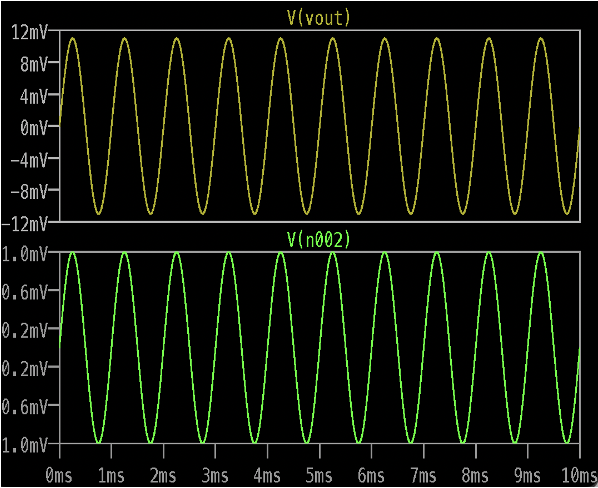 V(vout)
12mV
8mV
4mV
0mV
-4mV
-8mV
-12mV
V(n002)
1.0mV
0.6mV
0.2mV
0.2mV
0.6mV
1.0mV
0ms 1ms 2ms 3ms 4ms 5ms 6ms 7ms 8ms 9ms 10ms